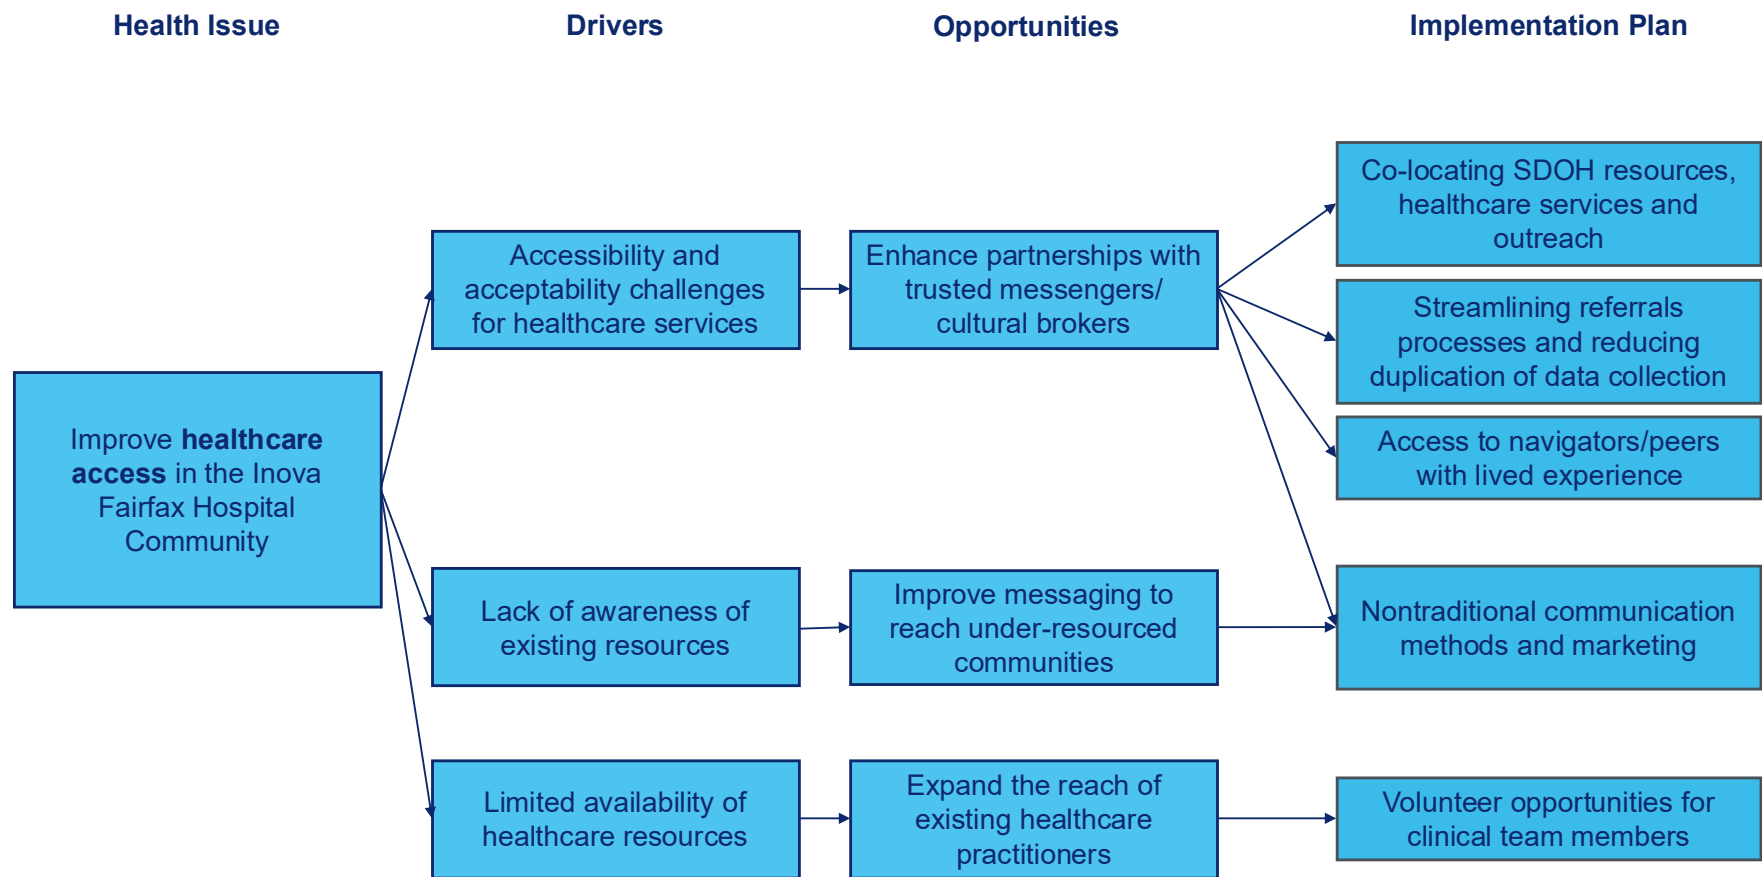 Health Issue
Drivers
Opportunities
Implementation Plan
Improve healthcare
access in the Inova
Fairfax Hospital
Community
Accessibility and
acceptability challenges
for healthcare services
Lack of awareness of
existing resources
Limited availability of
healthcare resources
Enhance partnerships with
trusted messengers/
cultural brokers
Improve messaging to
reach under-resourced
communities
Expand the reach of
existing healthcare
practitioners
Co-locating SDOH resources,
healthcare services and
outreach
Streamlining referrals
processes and reducing
duplication of data collection
Access to navigators/peers
with lived experience
Nontraditional communication
methods and marketing
Volunteer opportunities for
clinical team members